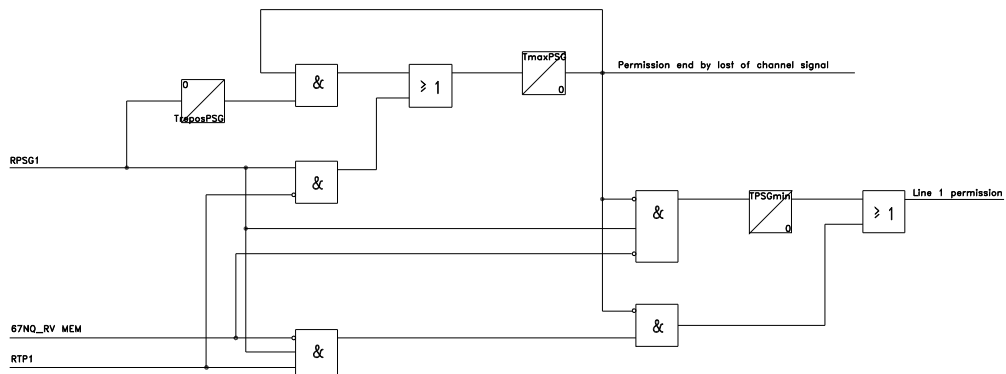 TmaxPSG
Permission end by lost of channel signal
&
≥ 1
0
0
TreposPSG
RPSG1
&
TPSGmin
Line 1 permission
&
≥ 1
0
67NQ_RV MEM
&
&
RTP1